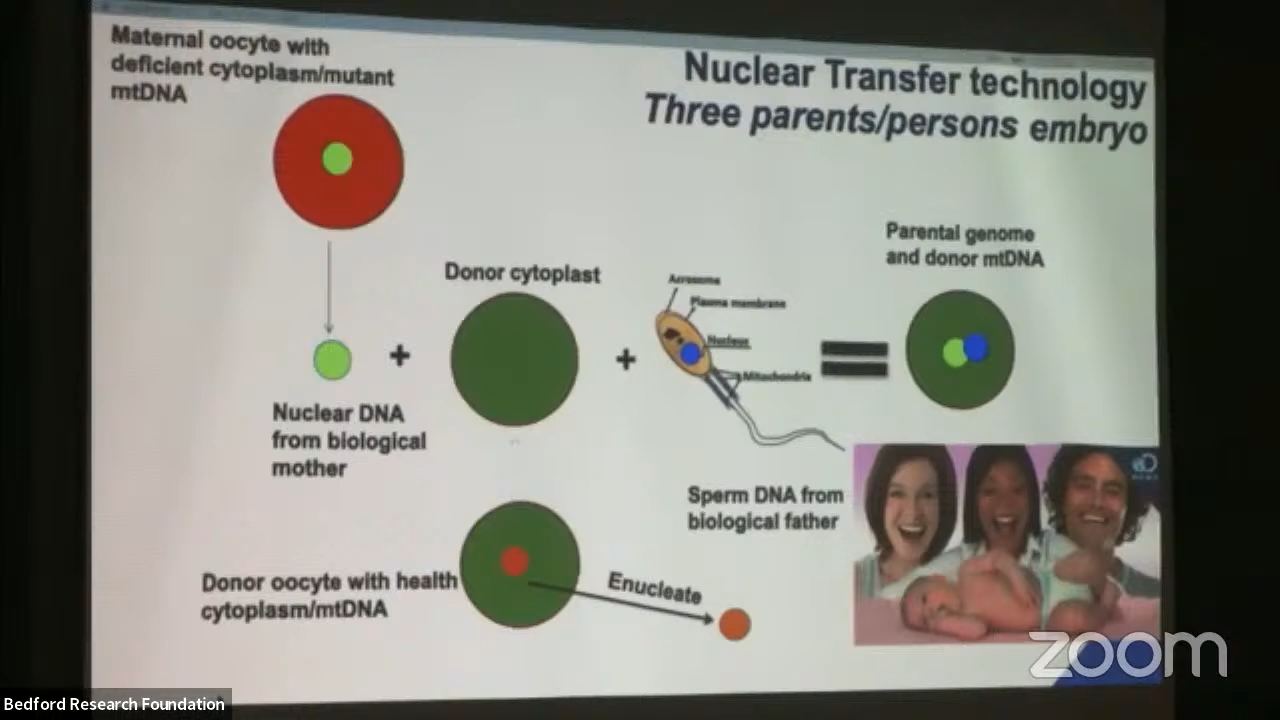 Maternal oocyte with
deficient cytoplasm/mutant
mtDNA
Nuclear Transfer technology
Three parents/persons embryo
Parental genome
and donor mtDNA
Donor cytoplast
Acrosome
Plasma membrane
Nucleus
Mitochondria
+
+
Nuclear DNA
from biological
mother
Sperm DNA from
biological father
Donor oocyte with health
cytoplasm/mtDNA
Enucleate
zoom
Bedford Research Foundation